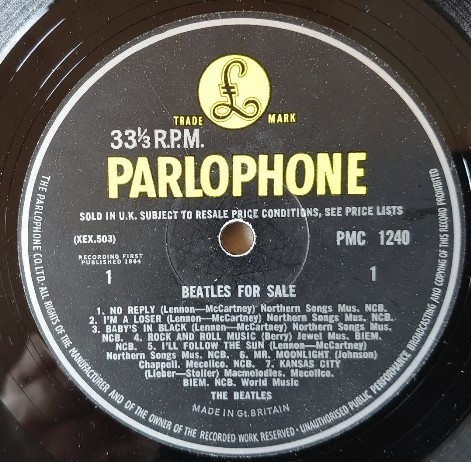 £
TRADE MARK
33⅓ R.P.M.
PARLOPHONE
SOLD IN U.K. SUBJECT TO RESALE PRICE CONDITIONS, SEE PRICE LISTS
(XEX.503) PMC 1240
RECORDING FIRST
PUBLISHED 1964
1 1
BEATLES FOR SALE
1. NO REPLY (Lennon—McCartney) Northern Songs Mus. NCB.
2. I'M A LOSER (Lennon—McCartney) Northern Songs Mus. NCB.
3. BABY'S IN BLACK (Lennon—McCartney) Northern Songs Mus.
NCB. 4. ROCK AND ROLL MUSIC (Berry) Jewel Mus. BIEM.
NCB. 5. I'LL FOLLOW THE SUN (Lennon—McCartney)
Northern Songs Mus. NCB. 6. MR. MOONLIGHT (Johnson)
Chappell. Mecolico. NCB. 7. KANSAS CITY
(Lieber—Stoller) Macmelodies. Mecolico.
BIEM. NCB. World Music
THE BEATLES
MADE IN Gt. BRITAIN
THE PARLOPHONE CO. LTD. ALL RIGHTS OF THE MANUFACTURER AND OF THE OWNER OF THE RECORDED WORK RESERVED · UNAUTHORISED PUBLIC PERFORMANCE BROADCASTING AND COPYING OF THIS RECORD PROHIBITED